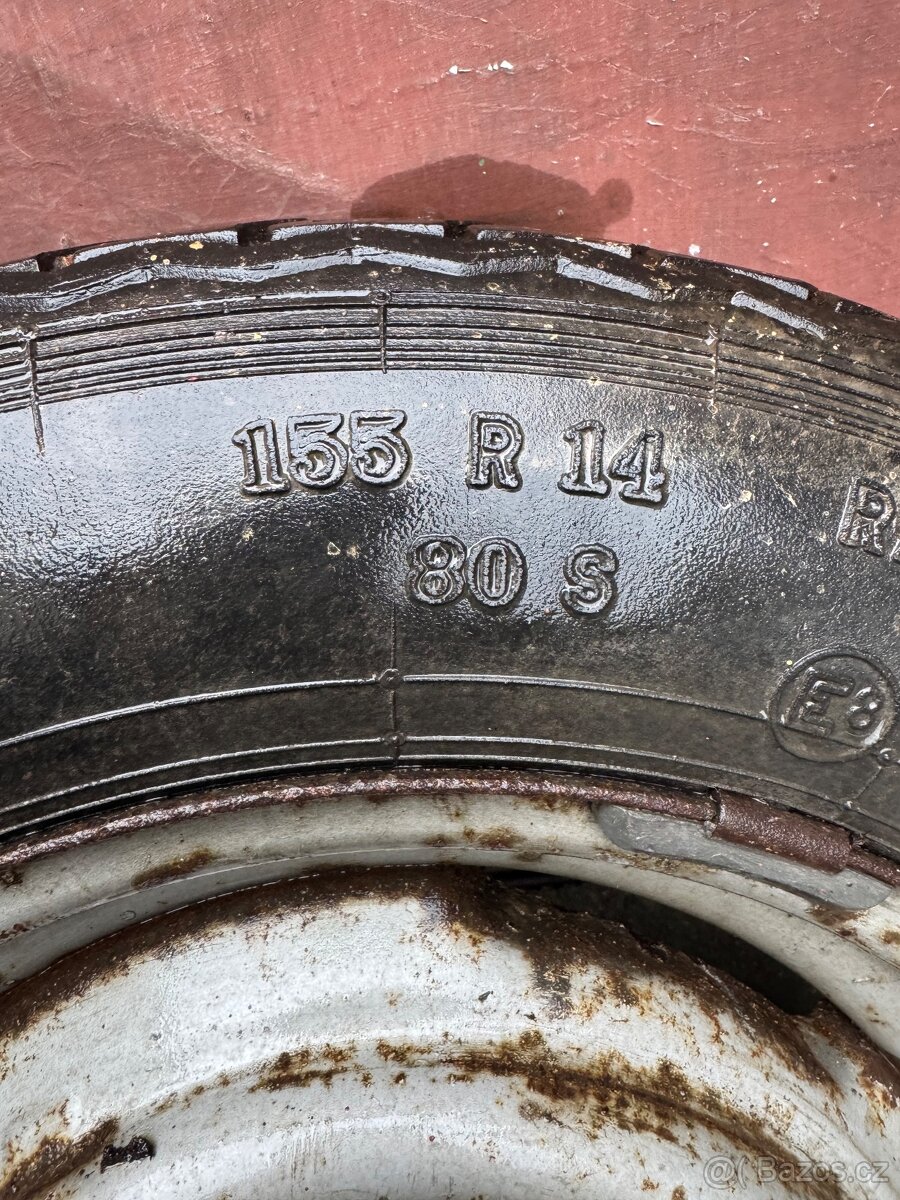 155 R 14
80 S
E8
@( Bazos.cz